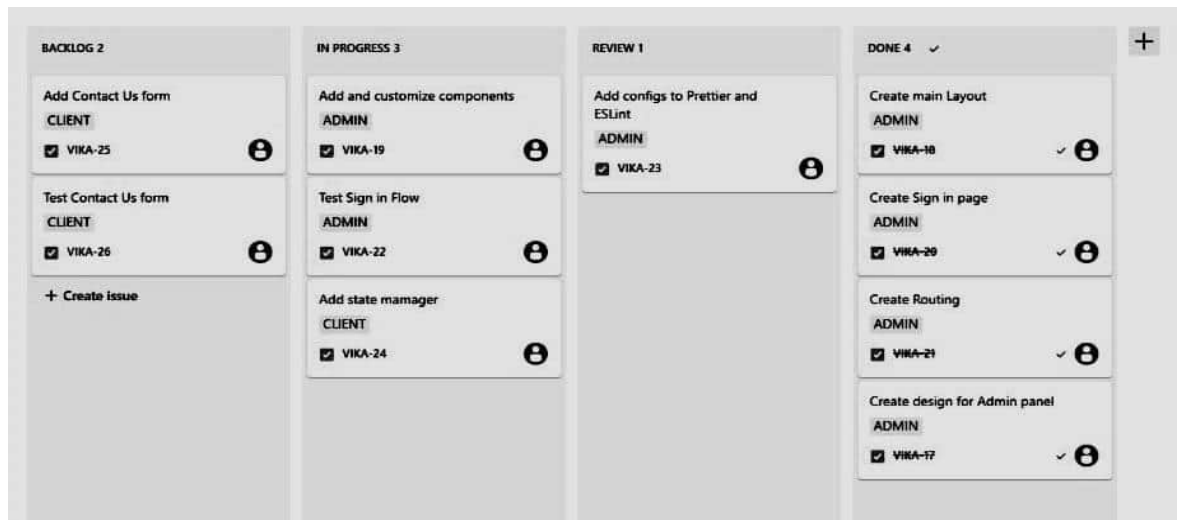 BACKLOG 2
Add Contact Us form
CLIENT
VIKA-25
Test Contact Us form
CLIENT
VIKA-26
+ Create issue
IN PROGRESS 3
Add and customize components
ADMIN
VIKA-19
Test Sign in Flow
ADMIN
VIKA-22
Add state mamager
CLIENT
VIKA-24
REVIEW 1
Add configs to Prettier and
ESLint
ADMIN
VIKA-23
DONE 4
Create main Layout
ADMIN
VIKA-18
Create Sign in page
ADMIN
VIKA-20
Create Routing
ADMIN
VIKA-21
Create design for Admin panel
ADMIN
VIKA-17